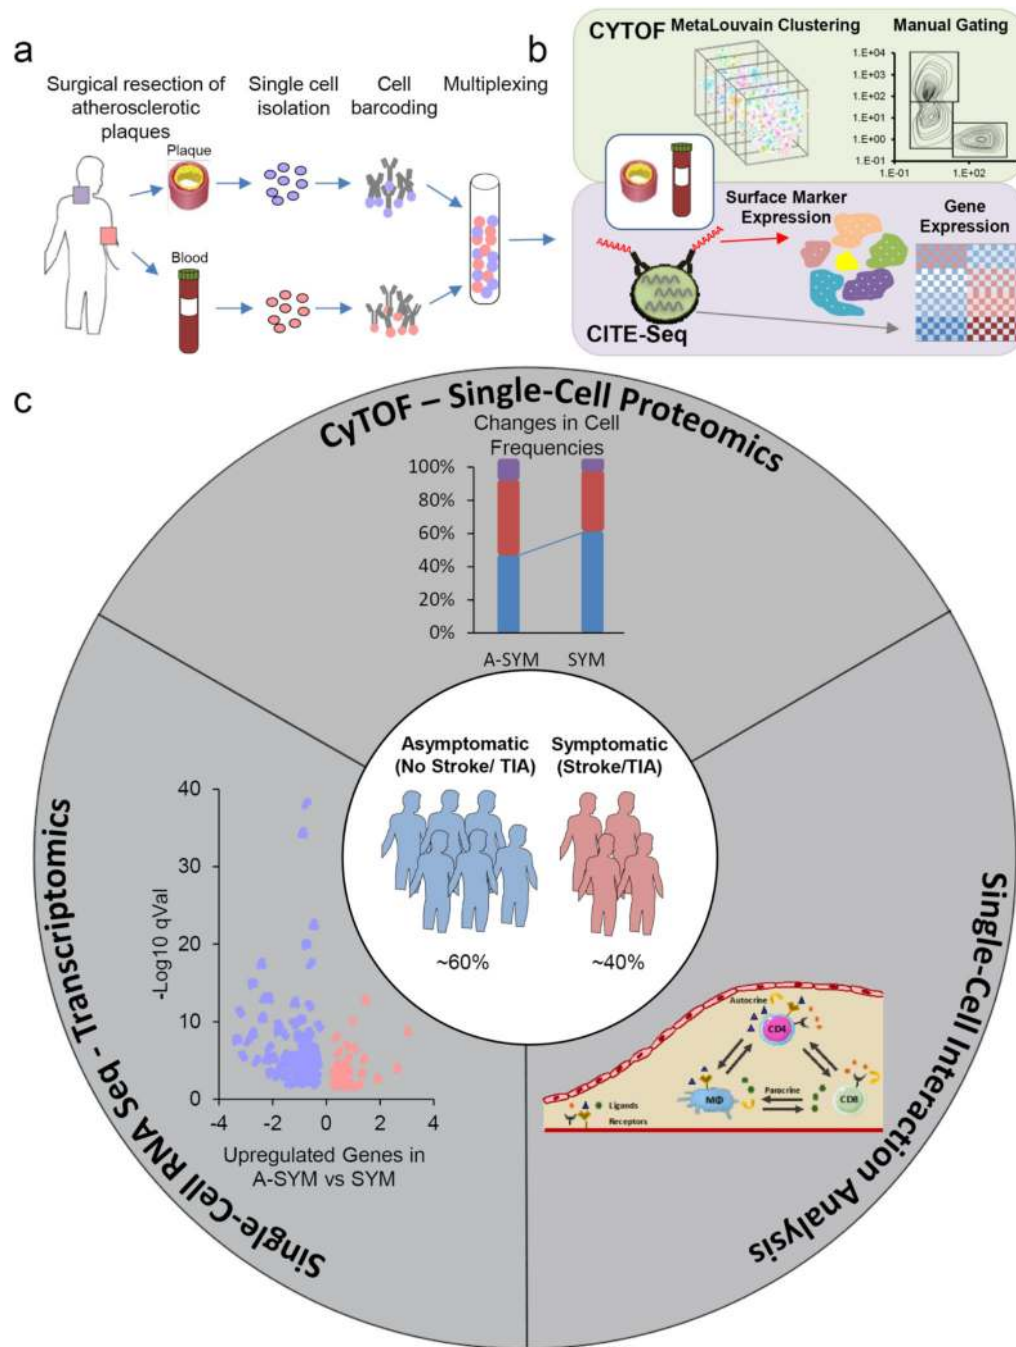 a
Surgical resection of
atherosclerotic
plaques
Single cell
isolation
Cell
barcoding
Multiplexing
Plaque
Blood
b
CYTOF
MetaLouvain Clustering
Manual Gating
1.E+04
1.E+03
1.E+02
1.E+01
1.E+00
1.E-01
1.E-01
1.E+02
Surface Marker
Expression
Gene
Expression
AAAAAA
AAAAAA
CITE-Seq
c
CyTOF – Single-Cell Proteomics
Changes in Cell
Frequencies
100%
80%
60%
40%
20%
0%
A-SYM
SYM
Asymptomatic
(No Stroke/ TIA)
Symptomatic
(Stroke/TIA)
~60%
~40%
Single-Cell RNA Seq - Transcriptomics
-Log10 qVal
40
30
20
10
0
-4
-2
0
2
4
Upregulated Genes in
A-SYM vs SYM
Single-Cell Interaction Analysis
Autocrine
CD4
MΦ
Paracrine
CD8
Ligands
Receptors